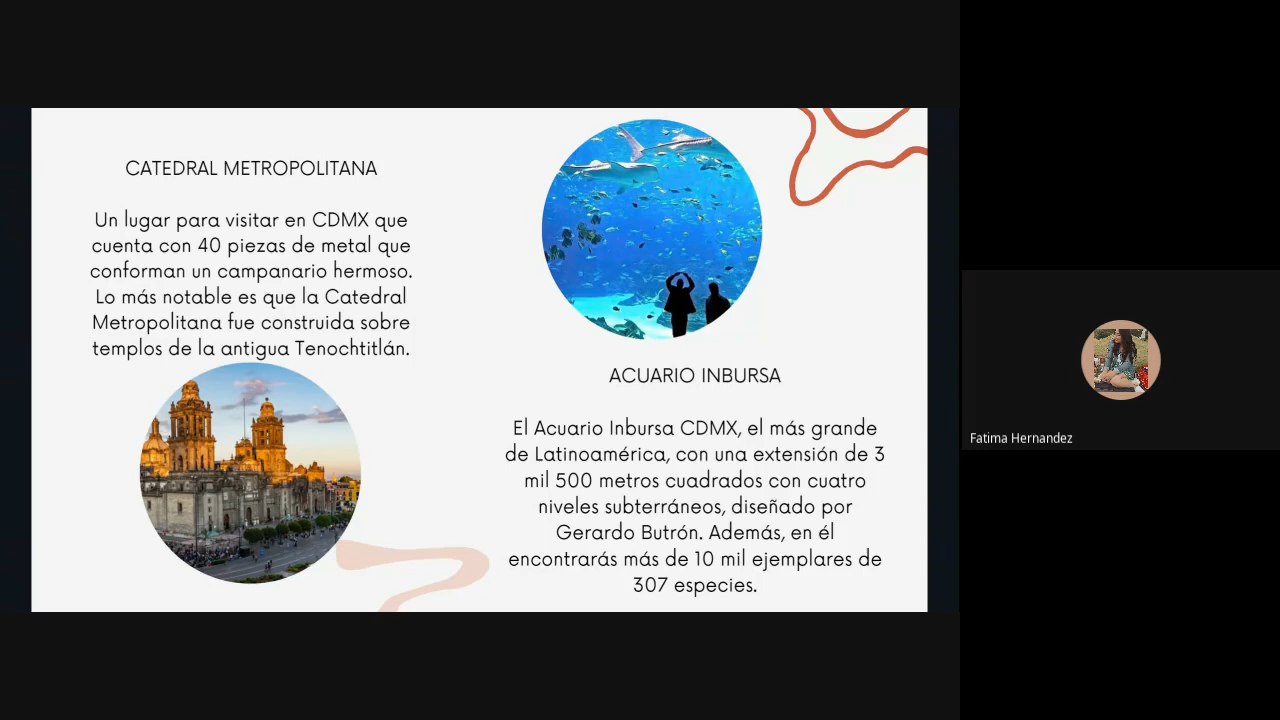 CATEDRAL METROPOLITANA
Un lugar para visitar en CDMX que
cuenta con 40 piezas de metal que
conforman un campanario hermoso.
Lo más notable es que la Catedral
Metropolitana fue construida sobre
templos de la antigua Tenochtitlán.
ACUARIO INBURSA
El Acuario Inbursa CDMX, el más grande
de Latinoamérica, con una extensión de 3
mil 500 metros cuadrados con cuatro
niveles subterráneos, diseñado por
Gerardo Butrón. Además, en él
encontrarás más de 10 mil ejemplares de
307 especies.
Fatima Hernandez